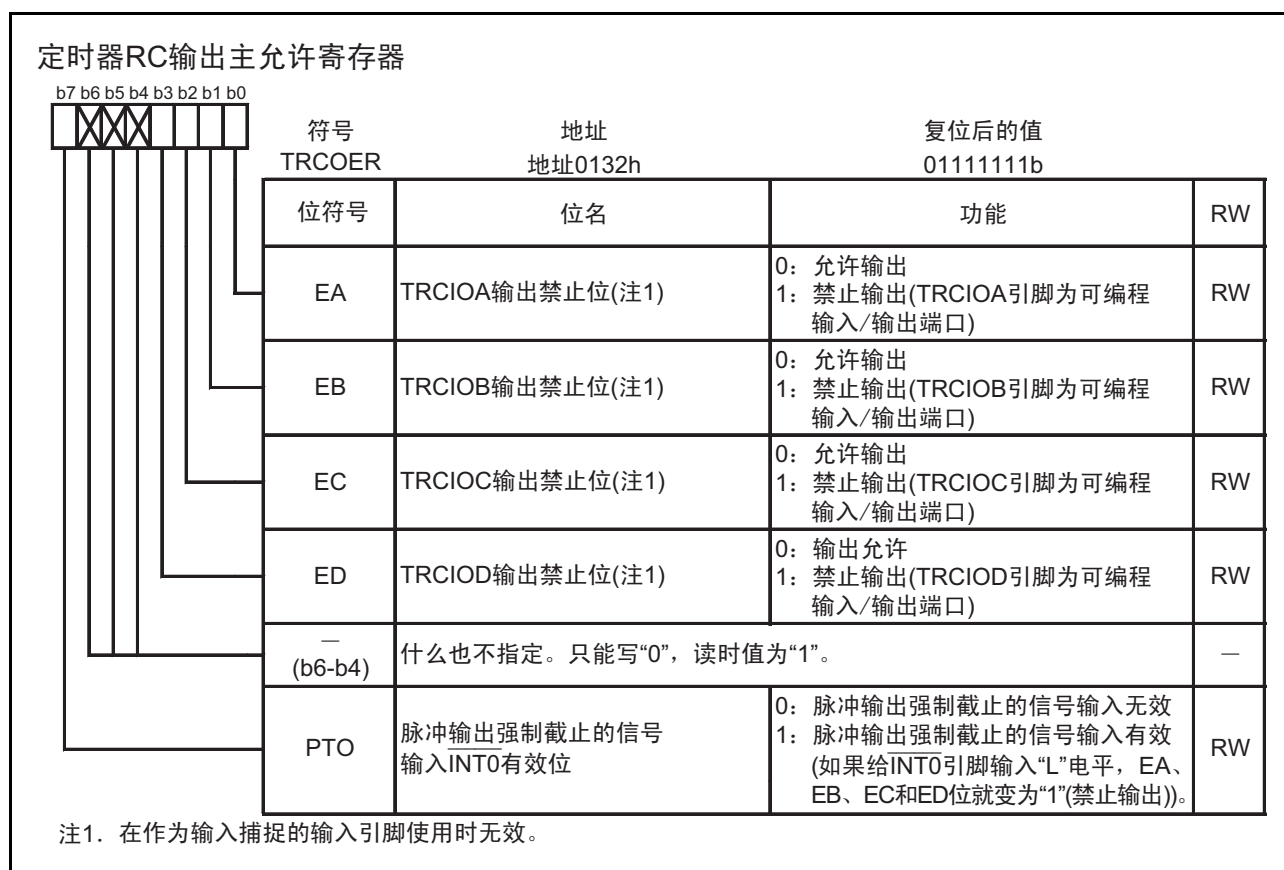 定时器RC输出主允许寄存器
b7 b6 b5 b4 b3 b2 b1 b0
符号 地址 复位后的值
TRCOER 地址0132h 01111111b
位符号 位名 功能 RW
EA TRCIOA输出禁止位(注1) RW
0：允许输出
1：禁止输出(TRCIOA引脚为可编程
输入/输出端口)
EB TRCIOB输出禁止位(注1) RW
0：允许输出
1：禁止输出(TRCIOB引脚为可编程
输入/输出端口)
EC TRCIOC输出禁止位(注1) RW
0：允许输出
1：禁止输出(TRCIOC引脚为可编程
输入/输出端口)
ED TRCIOD输出禁止位(注1) RW
0：输出允许
1：禁止输出(TRCIOD引脚为可编程
输入/输出端口)
—
(b6-b4)
什么也不指定。只能写“0”，读时值为“1”。 —
PTO
脉冲输出强制截止的信号
输入INT0有效位
0：脉冲输出强制截止的信号输入无效
1：脉冲输出强制截止的信号输入有效
(如果给INT0引脚输入“L”电平，EA、
EB、EC和ED位就变为“1”(禁止输出))。
RW
注1．在作为输入捕捉的输入引脚使用时无效。